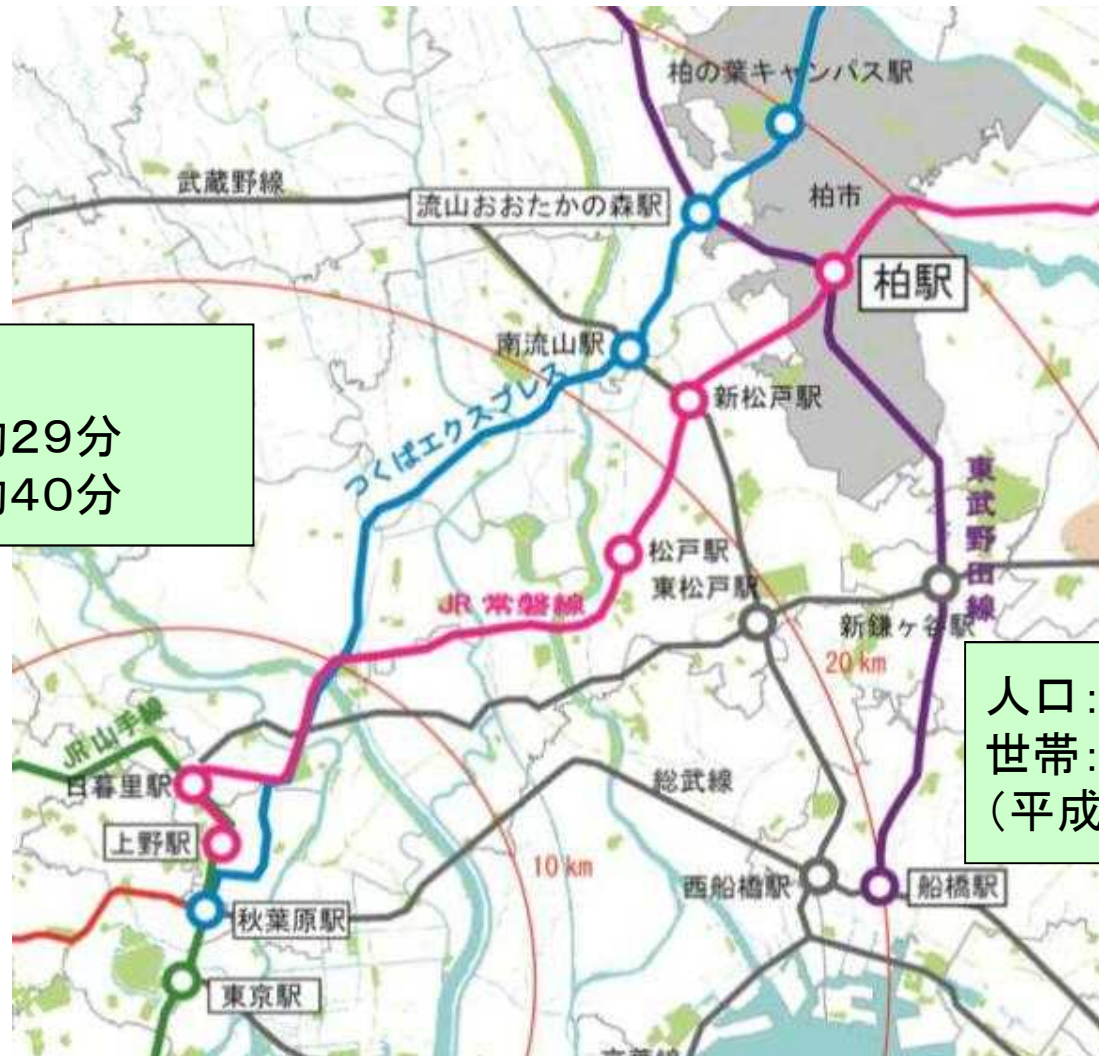 柏の葉キャンパス駅
武蔵野線
流山おおたかの森駅
柏市
柏駅
南流山駅
新松戸駅
つくばエクスプレス
約29分
約40分
東武野田線
松戸駅
東松戸駅
JR 常磐線
新鎌ヶ谷駅
20 km
人口:
世帯:
(平成
JR山手線
日暮里駅
総武線
上野駅
10 km
西船橋駅
船橋駅
秋葉原駅
東京駅